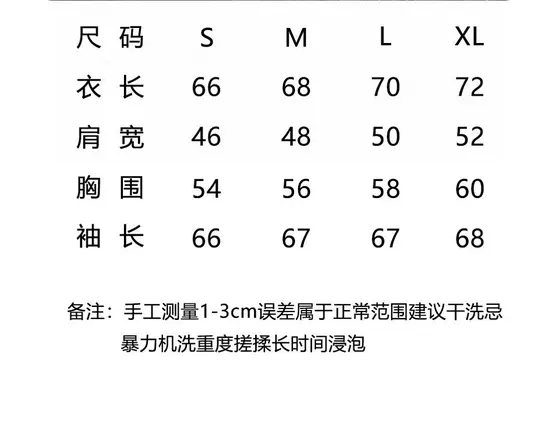 尺码 S M L XL
衣长 66 68 70 72
肩宽 46 48 50 52
胸围 54 56 58 60
袖长 66 67 67 68
备注：手工测量1-3cm误差属于正常范围建议干洗忌
暴力机洗重度搓揉长时间浸泡